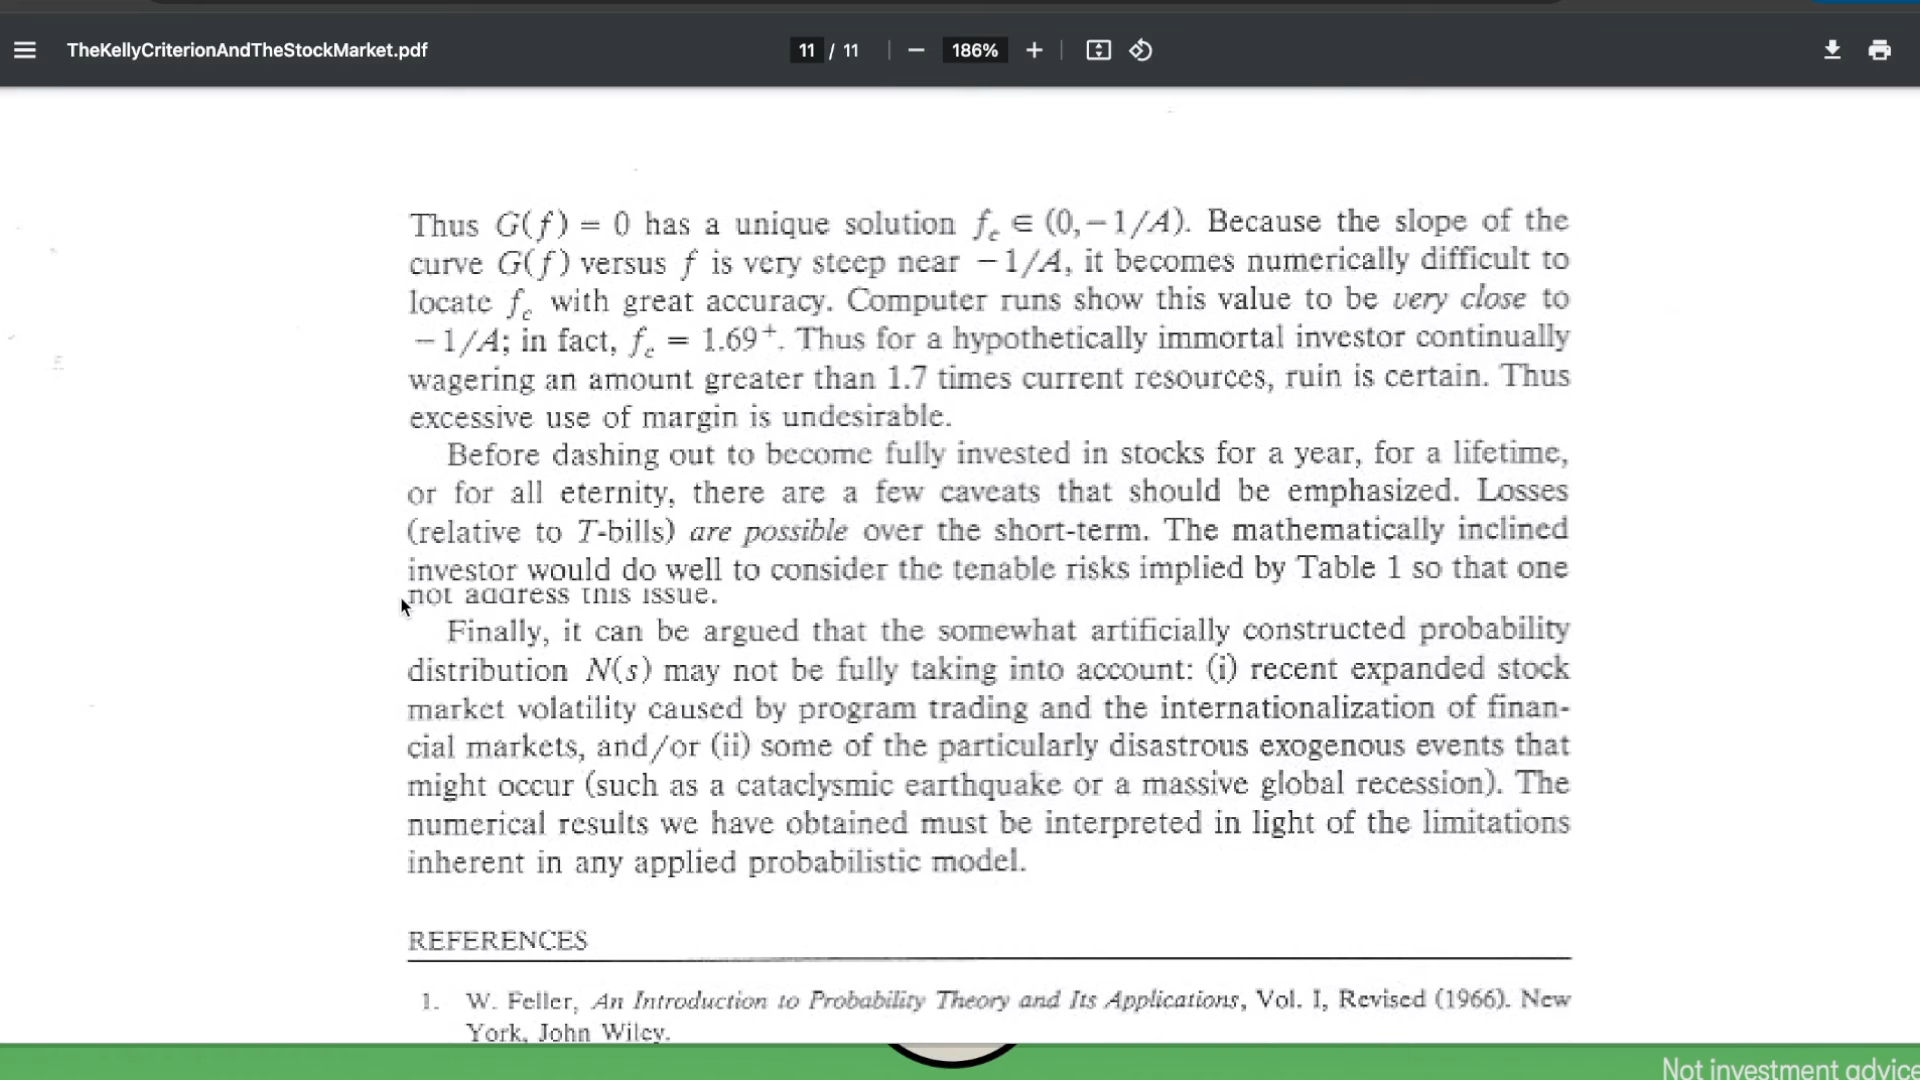 TheKellyCriterionAndTheStockMarket.pdf
11 / 11
186%
Thus G(f) = 0 has a unique solution f_c ∈ (0,−1/A). Because the slope of the
curve G(f) versus f is very steep near −1/A, it becomes numerically difficult to
locate f_c with great accuracy. Computer runs show this value to be very close to
−1/A; in fact, f_c = 1.69⁺. Thus for a hypothetically immortal investor continually
wagering an amount greater than 1.7 times current resources, ruin is certain. Thus
excessive use of margin is undesirable.
Before dashing out to become fully invested in stocks for a year, for a lifetime,
or for all eternity, there are a few caveats that should be emphasized. Losses
(relative to T-bills) are possible over the short-term. The mathematically inclined
investor would do well to consider the tenable risks implied by Table 1 so that one
not address this issue.
Finally, it can be argued that the somewhat artificially constructed probability
distribution N(s) may not be fully taking into account: (i) recent expanded stock
market volatility caused by program trading and the internationalization of finan-
cial markets, and/or (ii) some of the particularly disastrous exogenous events that
might occur (such as a cataclysmic earthquake or a massive global recession). The
numerical results we have obtained must be interpreted in light of the limitations
inherent in any applied probabilistic model.
REFERENCES
1. W. Feller, An Introduction to Probability Theory and Its Applications, Vol. I, Revised (1966). New
York, John Wiley.
Not investment advice